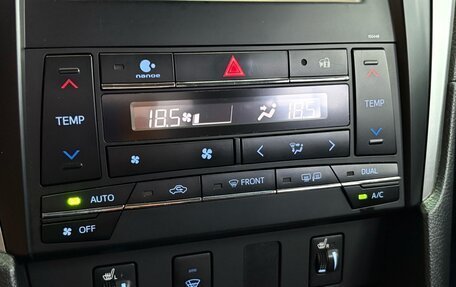 nanoe
TEMP
18.5
18.5
TEMP
AUTO
FRONT
DUAL
OFF
A/C
L
R